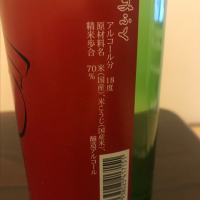 アルコール分 18度
原材料名 米(国産)、米こうじ(国産米)、
醸造アルコール
精米歩合 70%